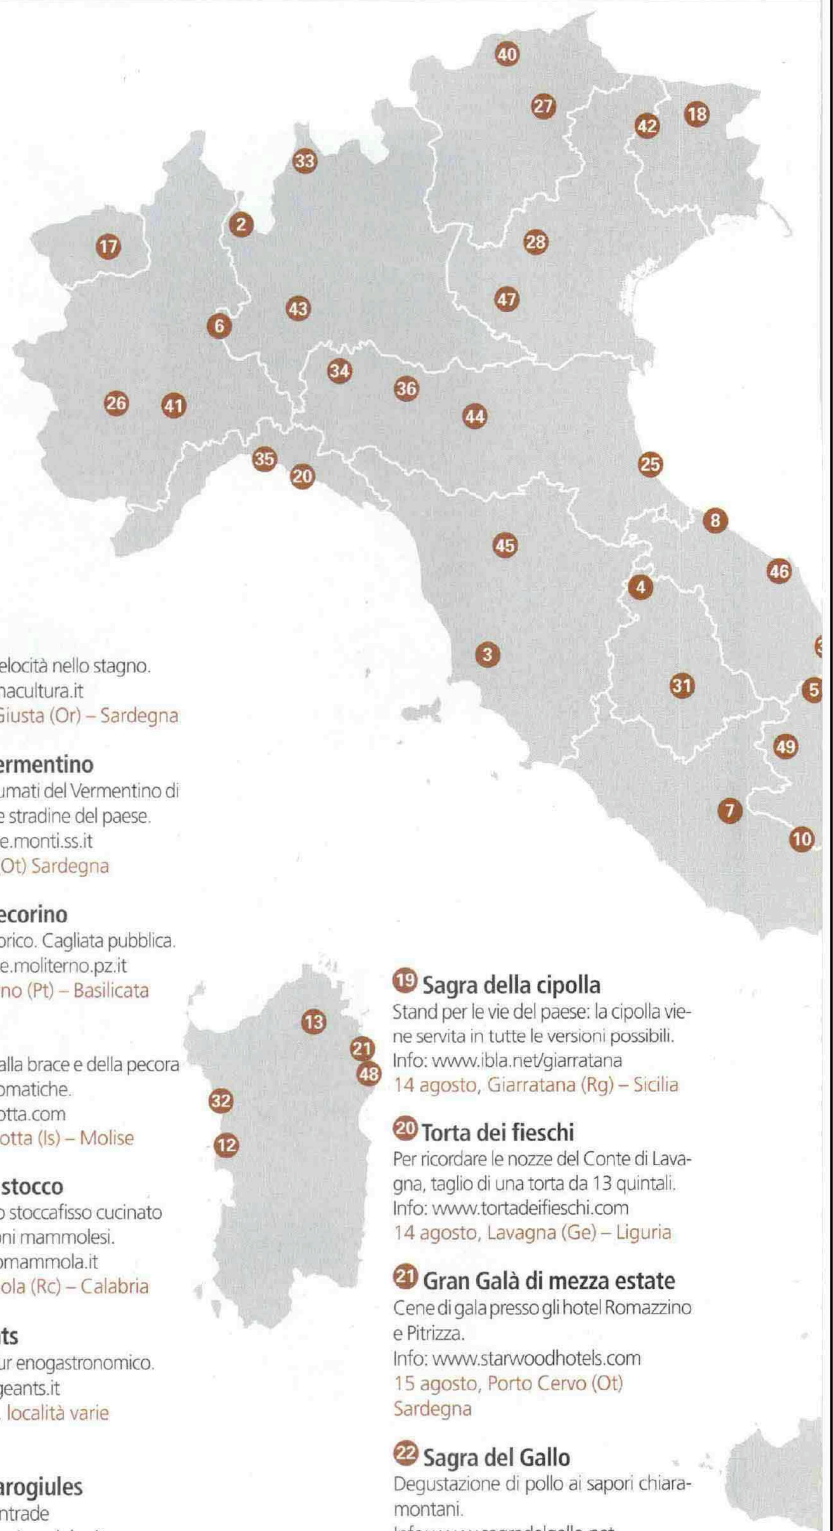 40
27
42
18
33
2
17
28
47
43
6
34
36
26
41
44
35
20
25
8
45
46
4
3
31
5
49
7
10
elocità nello stagno.
nacultura.it
Giusta (Or) – Sardegna
ermentino
umati del Vermentino di
e stradine del paese.
e.monti.ss.it
(Ot) Sardegna
ecorino
orico. Cagliata pubblica.
e.moliterno.pz.it
no (Pt) – Basilicata
alla brace e della pecora
omatiche.
otta.com
otta (Is) – Molise
stocco
o stoccafisso cucinato
oni mammolesi.
omammola.it
ola (Rc) – Calabria
ts
ur enogastronomico.
geants.it
località varie
arogiules
ntrade
13
21
48
32
12
19 Sagra della cipolla
Stand per le vie del paese: la cipolla vie-
ne servita in tutte le versioni possibili.
Info: www.ibla.net/giarratana
14 agosto, Giarratana (Rg) – Sicilia
20 Torta dei fieschi
Per ricordare le nozze del Conte di Lava-
gna, taglio di una torta da 13 quintali.
Info: www.tortadeifieschi.com
14 agosto, Lavagna (Ge) – Liguria
21 Gran Galà di mezza estate
Cene di gala presso gli hotel Romazzino
e Pitrizza.
Info: www.starwoodhotels.com
15 agosto, Porto Cervo (Ot)
Sardegna
22 Sagra del Gallo
Degustazione di pollo ai sapori chiara-
montani.